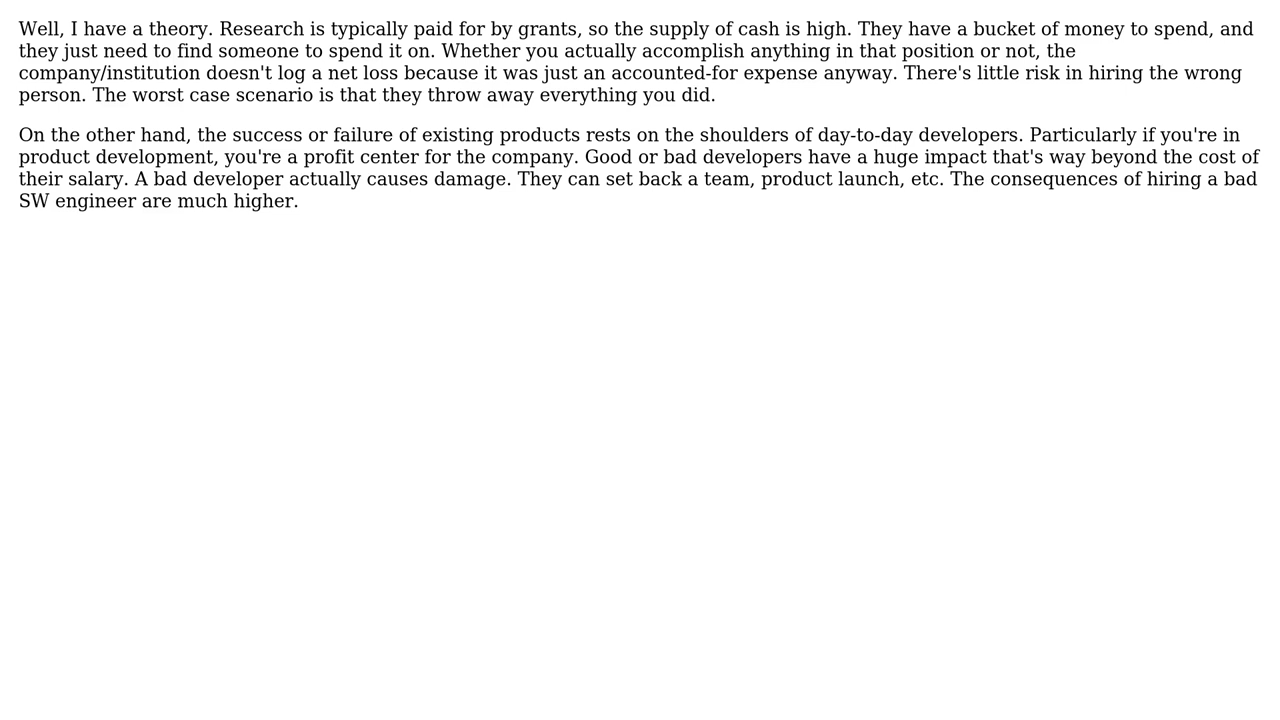 Well, I have a theory. Research is typically paid for by grants, so the supply of cash is high. They have a bucket of money to spend, and
they just need to find someone to spend it on. Whether you actually accomplish anything in that position or not, the
company/institution doesn't log a net loss because it was just an accounted-for expense anyway. There's little risk in hiring the wrong
person. The worst case scenario is that they throw away everything you did.
On the other hand, the success or failure of existing products rests on the shoulders of day-to-day developers. Particularly if you're in
product development, you're a profit center for the company. Good or bad developers have a huge impact that's way beyond the cost of
their salary. A bad developer actually causes damage. They can set back a team, product launch, etc. The consequences of hiring a bad
SW engineer are much higher.